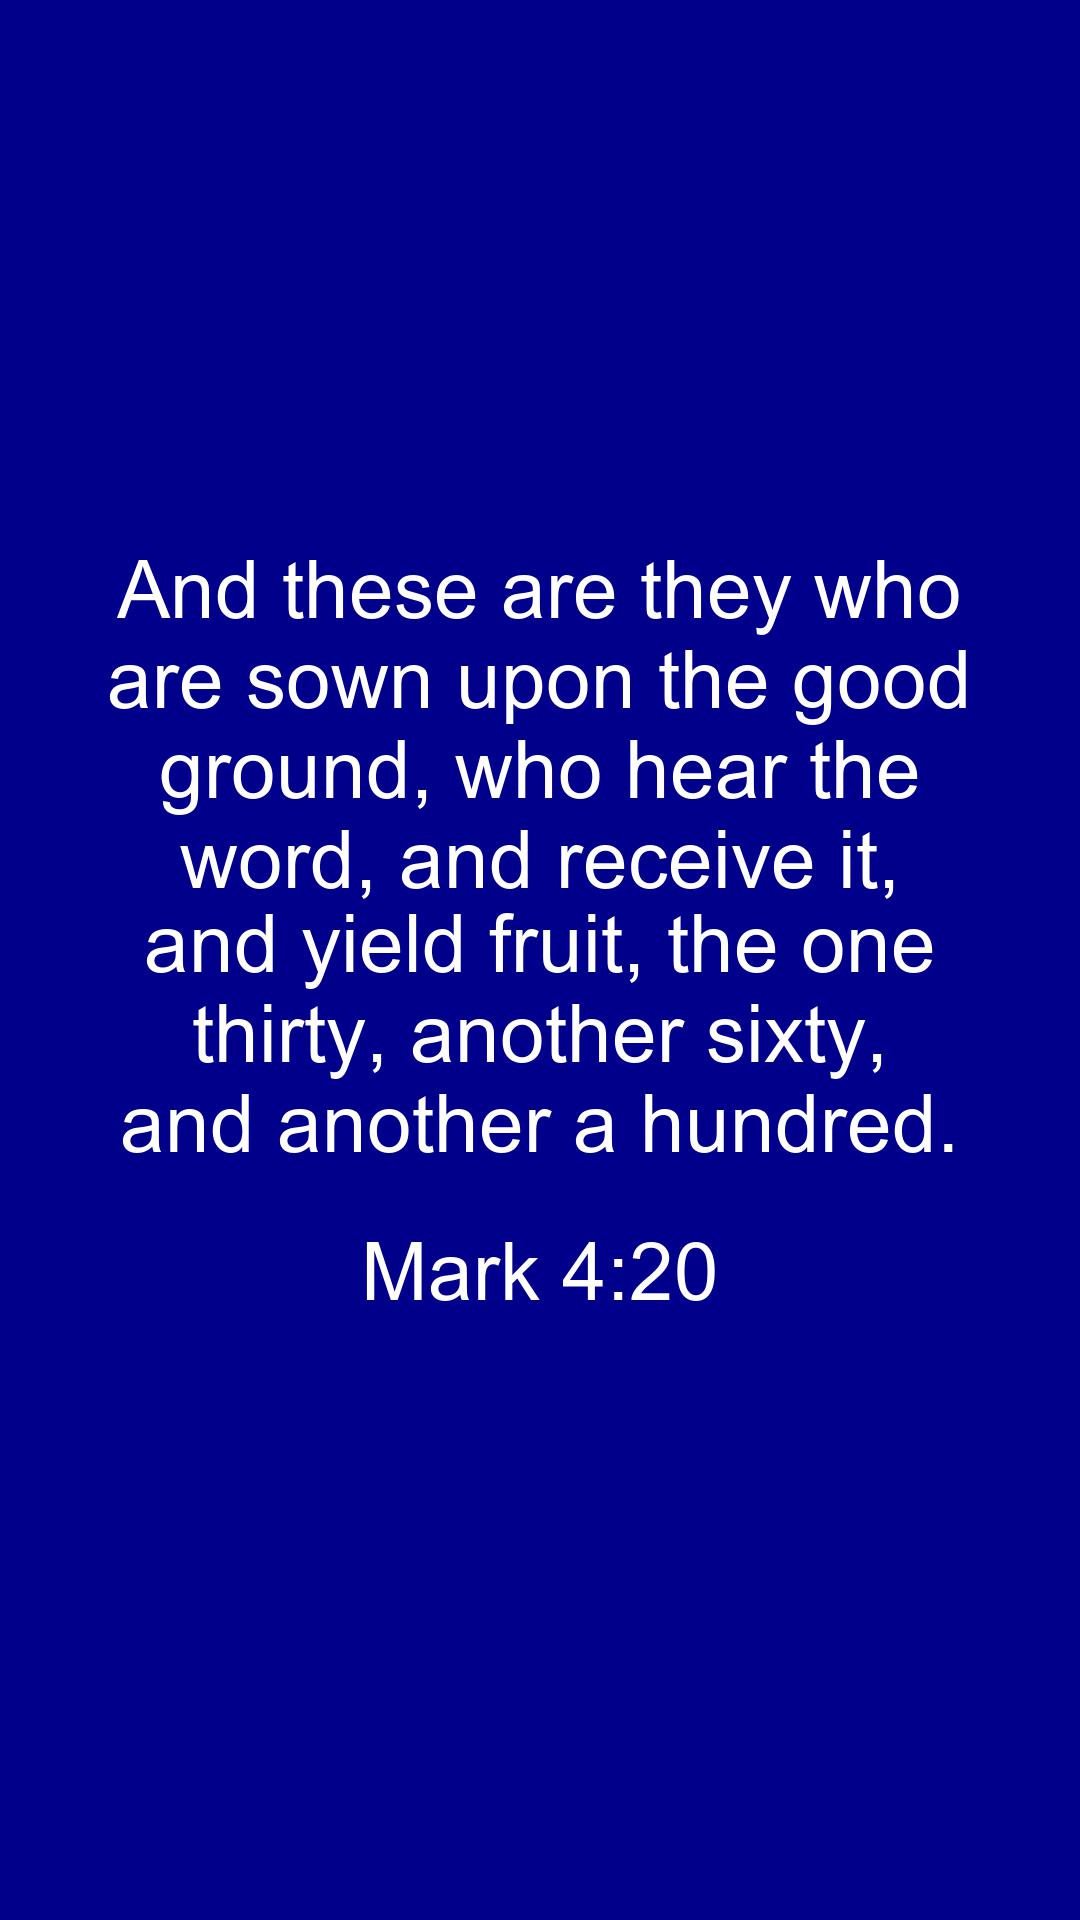 And these are they who
are sown upon the good
ground, who hear the
word, and receive it,
and yield fruit, the one
thirty, another sixty,
and another a hundred.
Mark 4:20